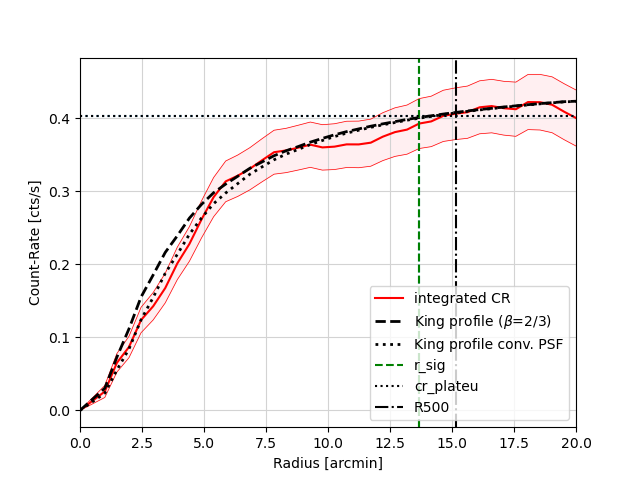 0.4
0.3
0.2
0.1
0.0
Count-Rate [cts/s]
integrated CR
King profile (β=2/3)
King profile conv. PSF
r_sig
cr_plateu
R500
0.0 2.5 5.0 7.5 10.0 12.5 15.0 17.5 20.0
Radius [arcmin]